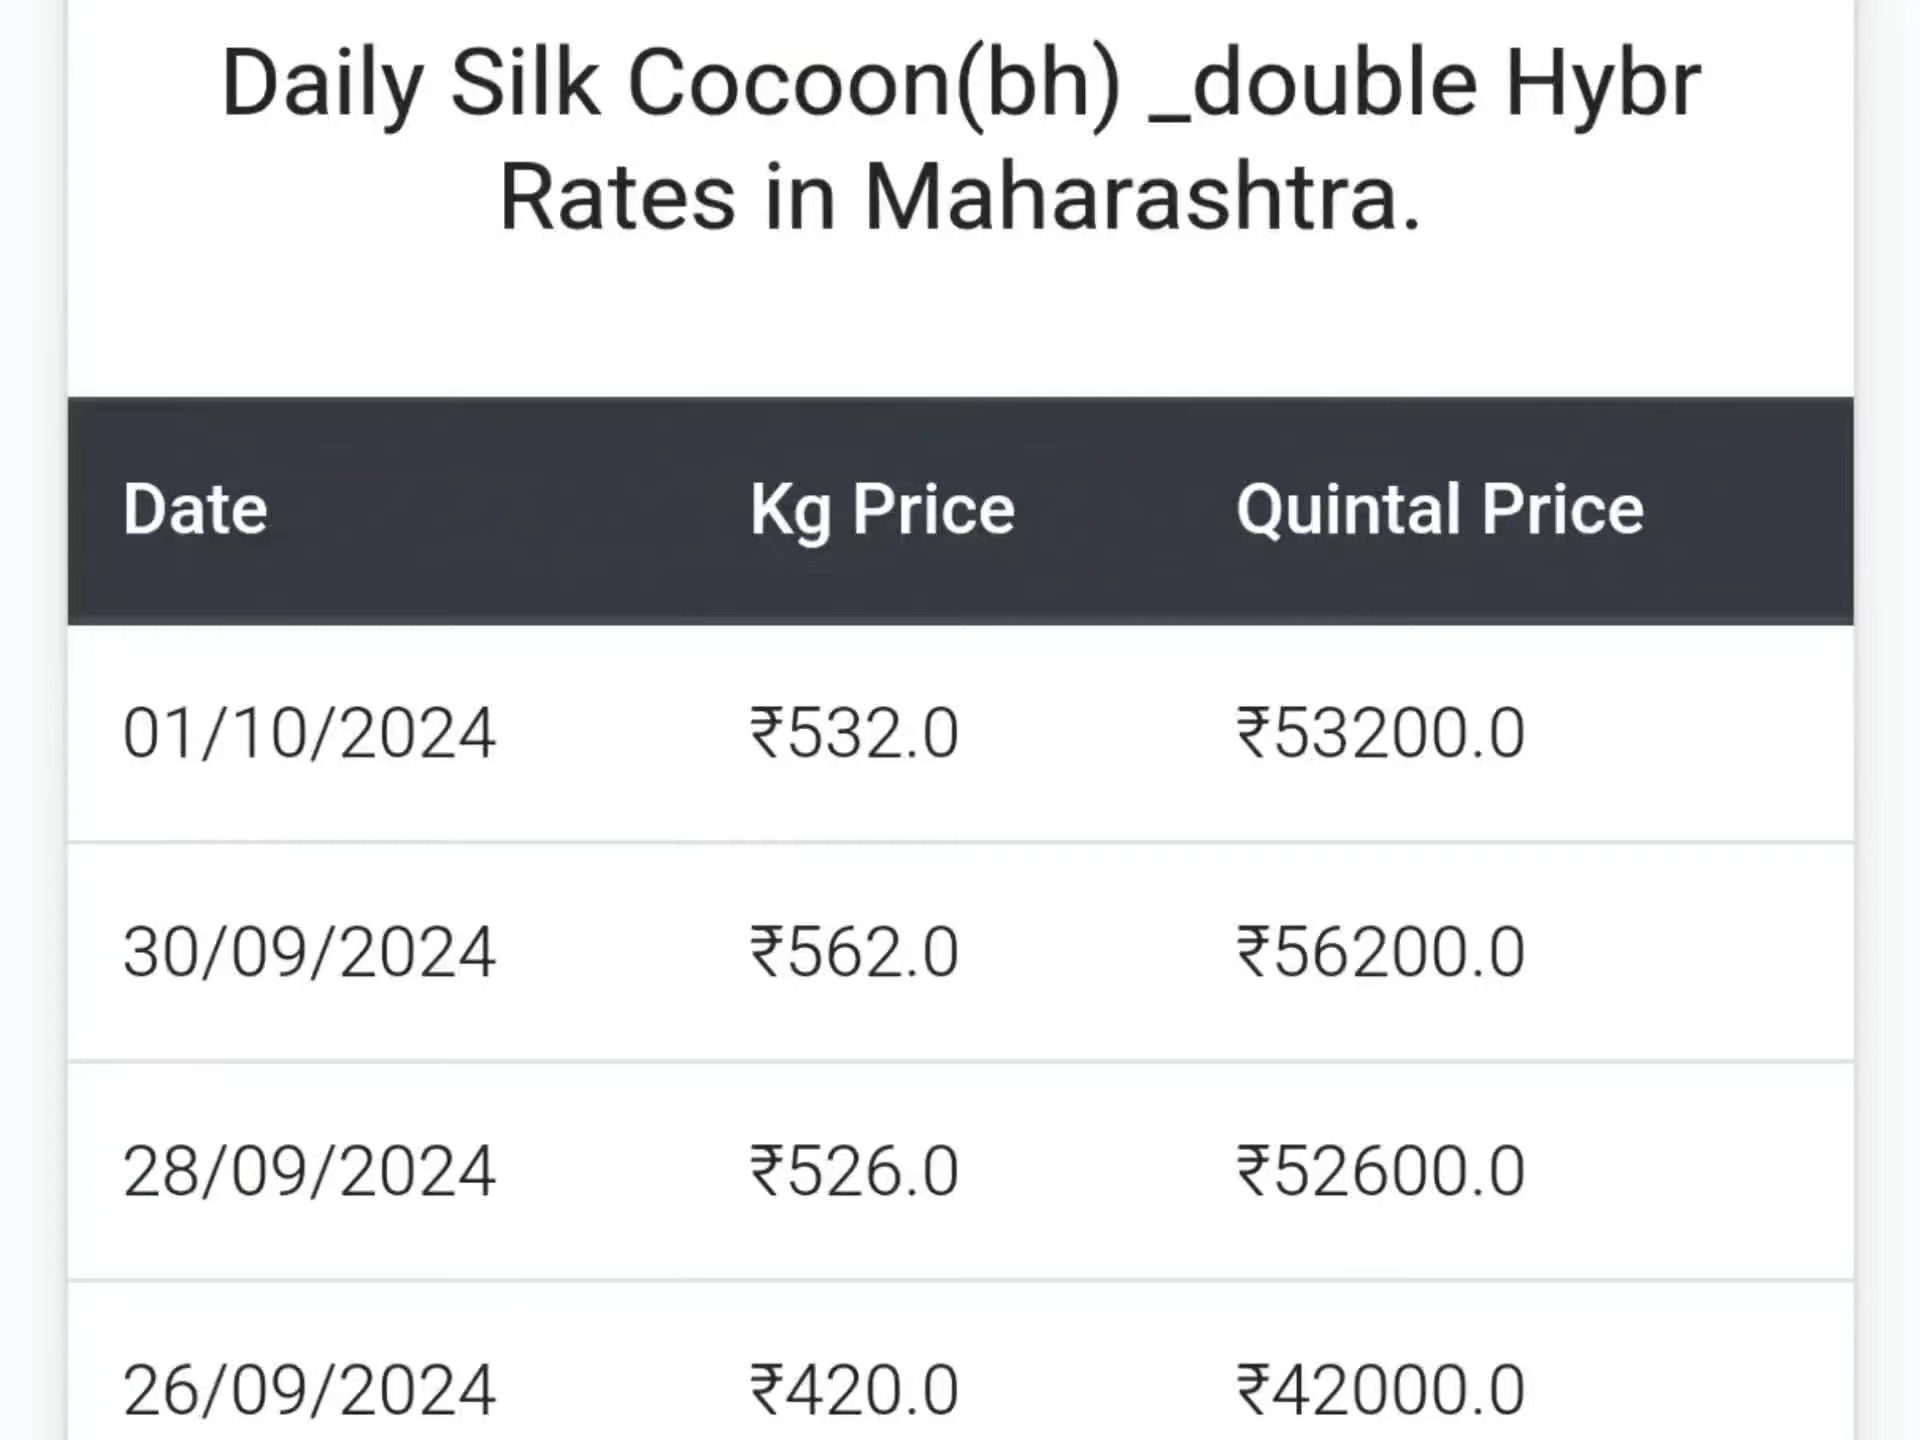 Daily Silk Cocoon(bh) _double Hybr
Rates in Maharashtra.
Date Kg Price Quintal Price
01/10/2024 ₹532.0 ₹53200.0
30/09/2024 ₹562.0 ₹56200.0
28/09/2024 ₹526.0 ₹52600.0
26/09/2024 ₹420.0 ₹42000.0